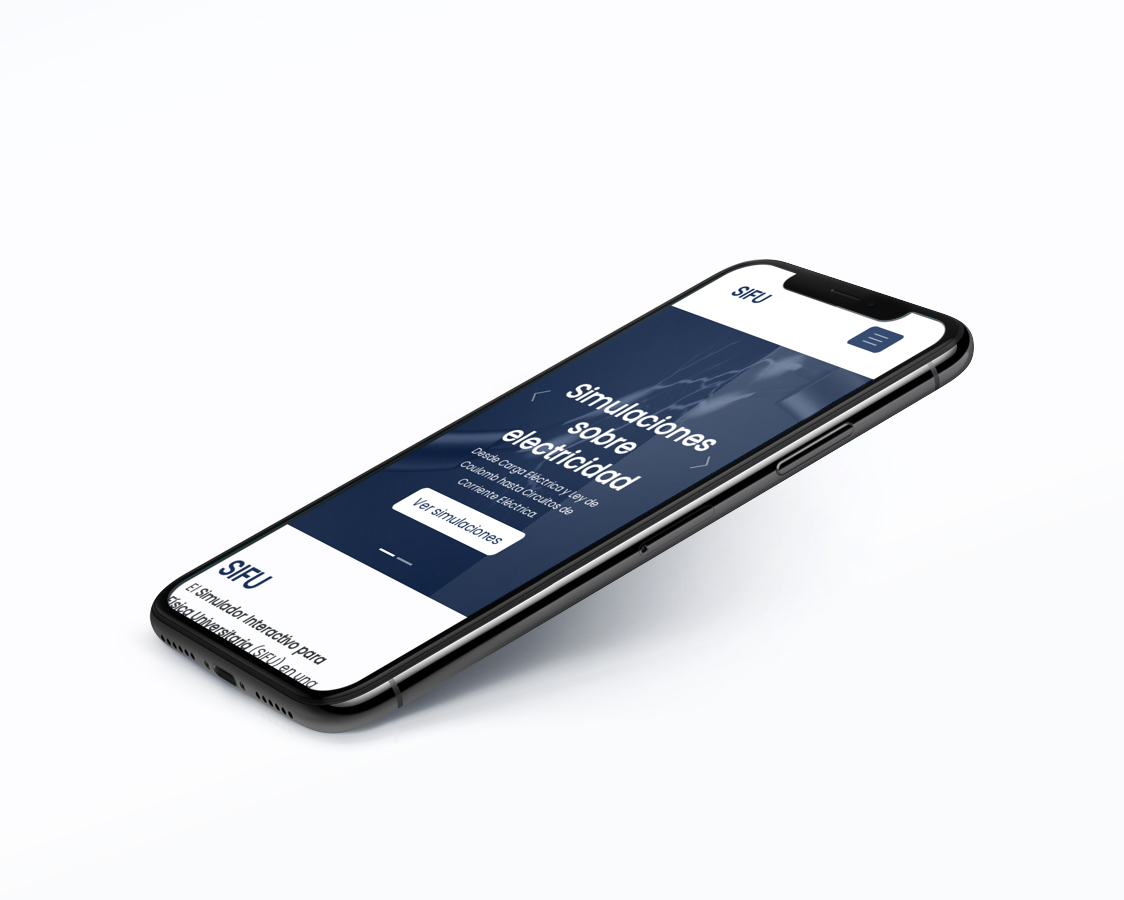 SIFU
Simulaciones
sobre
electricidad
Desde Carga Eléctrica y Ley de
Coulomb hasta Circuitos de
Corriente Eléctrica
Ver simulaciones
SIFU
El Simulador Interactivo para
Física Universitaria (SIFU) en una